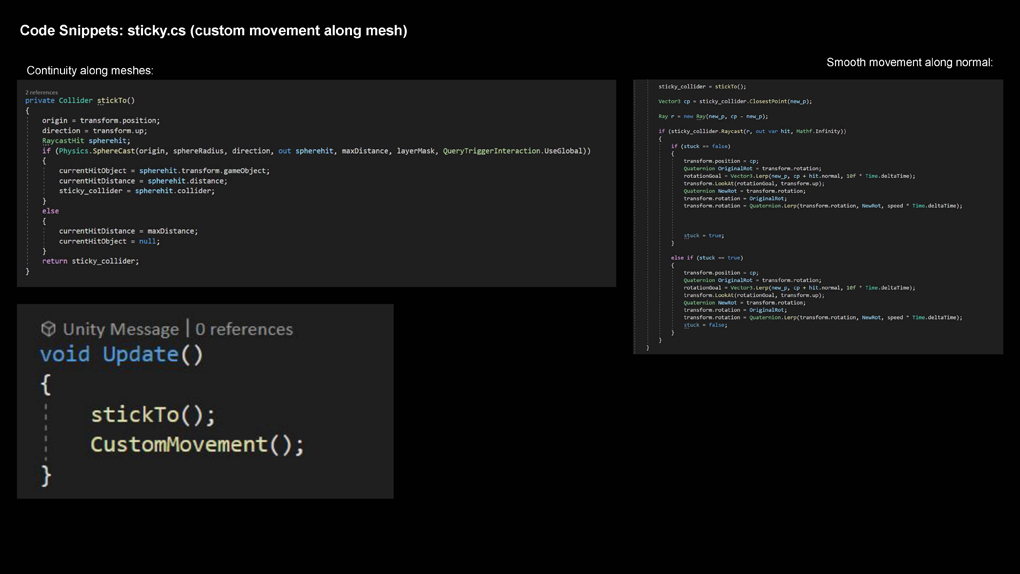 Code Snippets: sticky.cs (custom movement along mesh)
Continuity along meshes:
2 references
private Collider stickTo()
{
origin = transform.position;
direction = transform.up;
RaycastHit spherehit;
if (Physics.SphereCast(origin, sphereRadius, direction, out spherehit, maxDistance, layerMask, QueryTriggerInteraction.UseGlobal))
{
currentHitObject = spherehit.transform.gameObject;
currentHitDistance = spherehit.distance;
sticky_collider = spherehit.collider;
}
else
{
currentHitDistance = maxDistance;
currentHitObject = null;
}
return sticky_collider;
}
Unity Message | 0 references
void Update()
{
stickTo();
CustomMovement();
}
Smooth movement along normal:
sticky_collider = stickTo();
Vector3 cp = sticky_collider.ClosestPoint(new_p);
Ray r = new Ray(new_p, cp - new_p);
if (sticky_collider.Raycast(r, out var hit, Mathf.Infinity))
{
if (stuck == false)
{
transform.position = cp;
Quaternion OriginalRot = transform.rotation;
rotationGoal = Vector3.Lerp(new_p, cp + hit.normal, 10f * Time.deltaTime);
transform.LookAt(rotationGoal, transform.up);
Quaternion NewRot = transform.rotation;
transform.rotation = OriginalRot;
transform.rotation = Quaternion.Lerp(transform.rotation, NewRot, speed * Time.deltaTime);
stuck = true;
}
else if (stuck == true)
{
transform.position = cp;
Quaternion OriginalRot = transform.rotation;
rotationGoal = Vector3.Lerp(new_p, cp + hit.normal, 10f * Time.deltaTime);
transform.LookAt(rotationGoal, transform.up);
Quaternion NewRot = transform.rotation;
transform.rotation = OriginalRot;
transform.rotation = Quaternion.Lerp(transform.rotation, NewRot, speed * Time.deltaTime);
stuck = false;
}
}
}